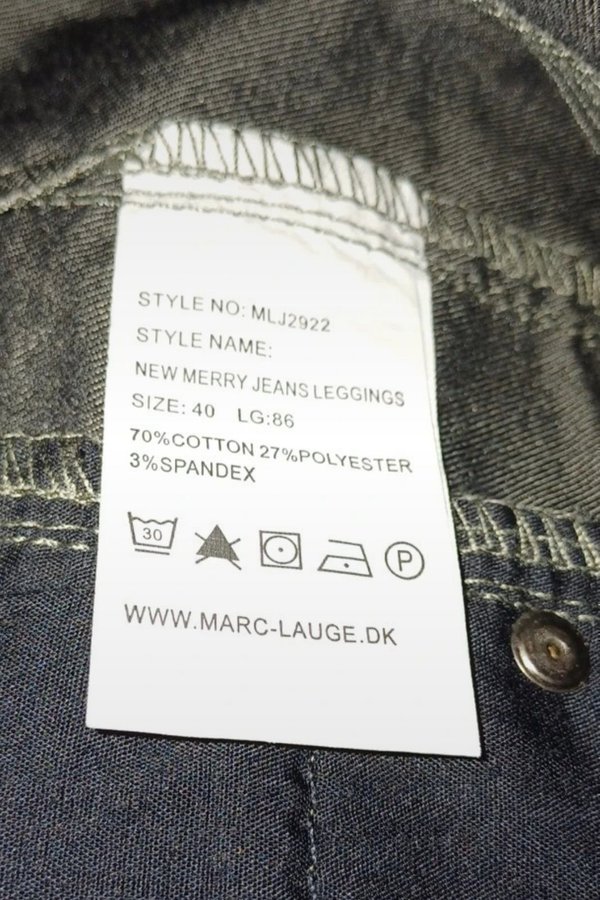 STYLE NO: MLJ2922
STYLE NAME:
NEW MERRY JEANS LEGGINGS
SIZE: 40 LG:86
70%COTTON 27%POLYESTER
3%SPANDEX
30 P
WWW.MARC-LAUGE.DK